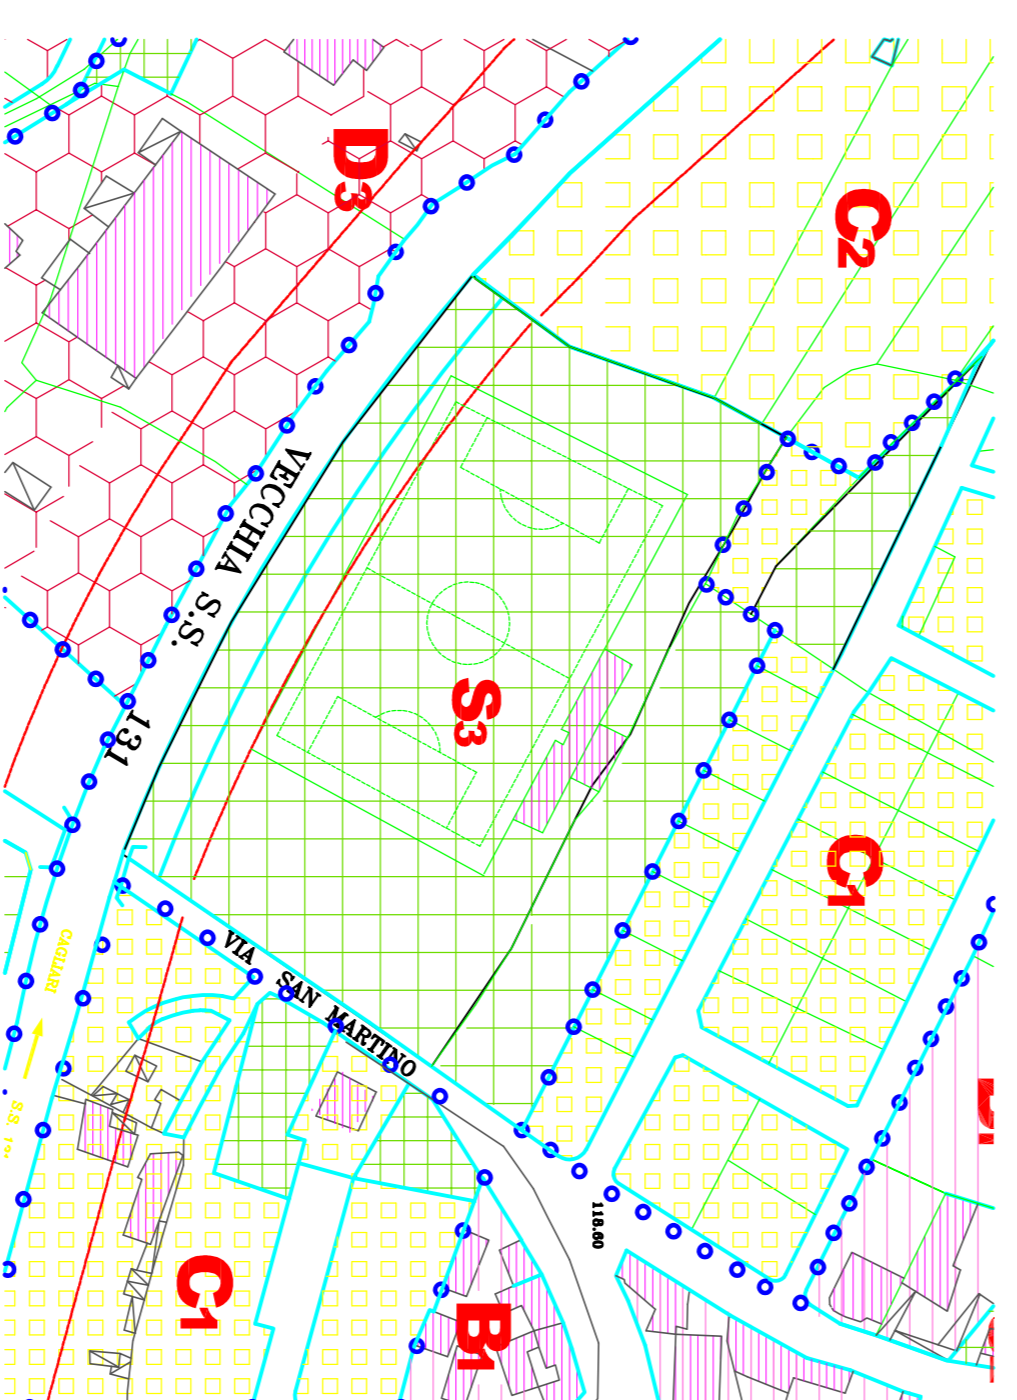 D3
C2
VECCHIA S.S.
131
S3
C1
VIA SAN MARTINO
CAGLIARI
118.60
C1
B1